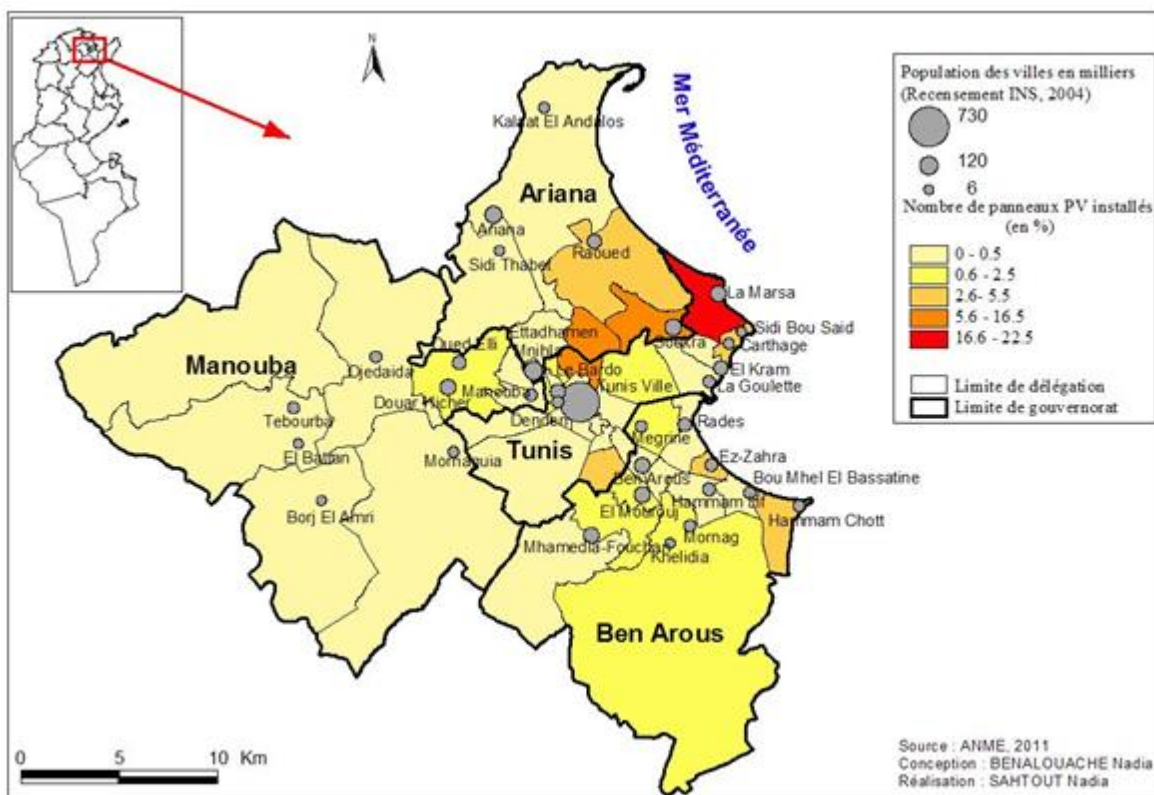 N
Mer Méditerranée
Population des villes en milliers
(Recensement INS, 2004)
730
120
6
Nombre de panneaux PV installés
(en %)
0 - 0.5
0.6 - 2.5
2.6- 5.5
5.6 - 16.5
16.6 - 22.5
Limite de délégation
Limite de gouvernorat
Kalaat El Andalos
Ariana
Ariana
Sidi Thabet
Raoued
La Marsa
Ettadhamen
Mnihla
Soukra
Sidi Bou Said
Carthage
Oued Elli
Le Bardo
El Kram
Manouba
Djedaida
Manouba
Tunis Ville
La Goulette
Douar Hicher
Denden
Tebourba
Megrine
Rades
El Battan
Mornaguia
Tunis
Ez-Zahra
Ben Arous
Bou Mhel El Bassatine
Borj El Amri
El Mourouj
Hammam Lif
Hammam Chott
Mornag
Mhamedia-Fouchan
Khelidia
Ben Arous
0 5 10 Km
Source : ANME, 2011
Conception : BENALOUACHE Nadia
Réalisation : SAHTOUT Nadia